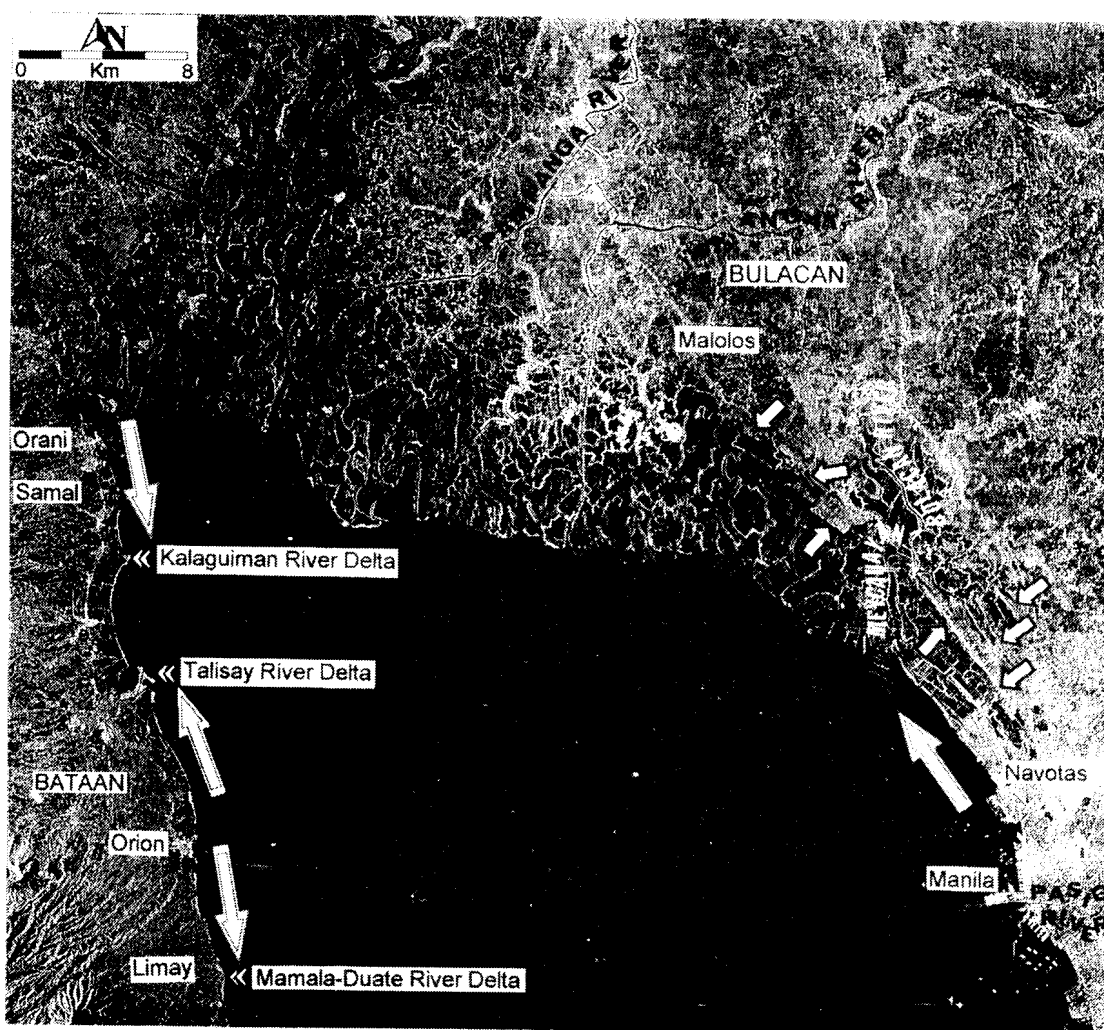 N
0 Km 8
RIVER
BULACAN
Malolos
Orani
Samal
Kalaguiman River Delta
Talisay River Delta
BATAAN
Navotas
Orion
Manila
PASIG
RIVER
Limay
Mamala-Duate River Delta